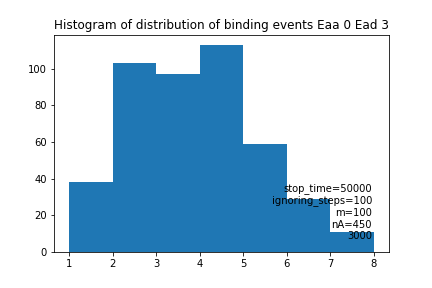 Histogram of distribution of binding events Eaa 0 Ead 3
100
80
60
40
20
0
stop_time=50000
ignoring_steps=100
m=100
nA=450
3000
1 2 3 4 5 6 7 8